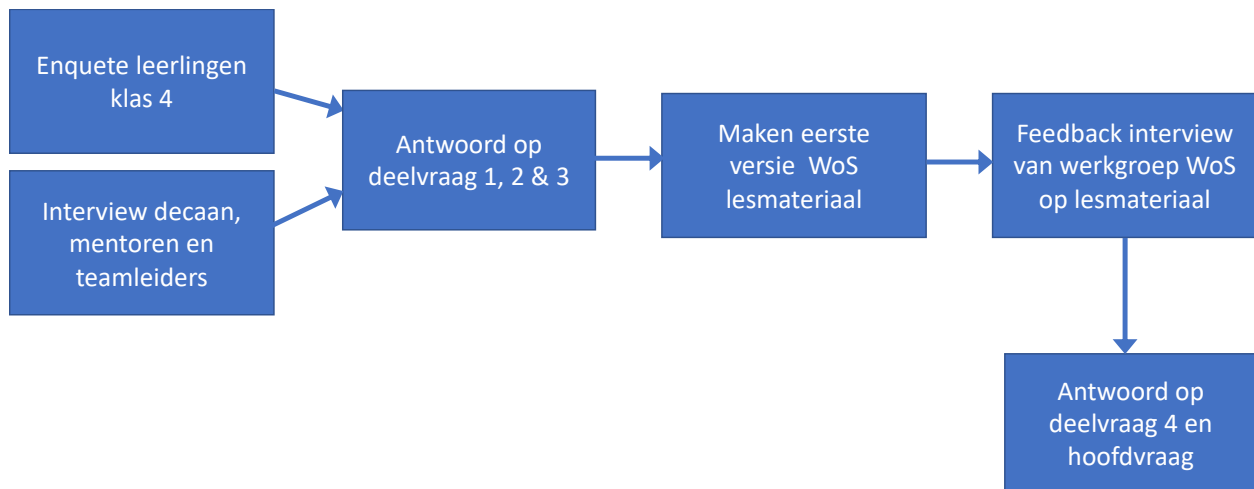 Enquete leerlingen
klas 4
Interview decaan,
mentoren en
teamleiders
Antwoord op
deelvraag 1, 2 & 3
Maken eerste
versie  WoS
lesmateriaal
Feedback interview
van werkgroep WoS
op lesmateriaal
Antwoord op
deelvraag 4 en
hoofdvraag